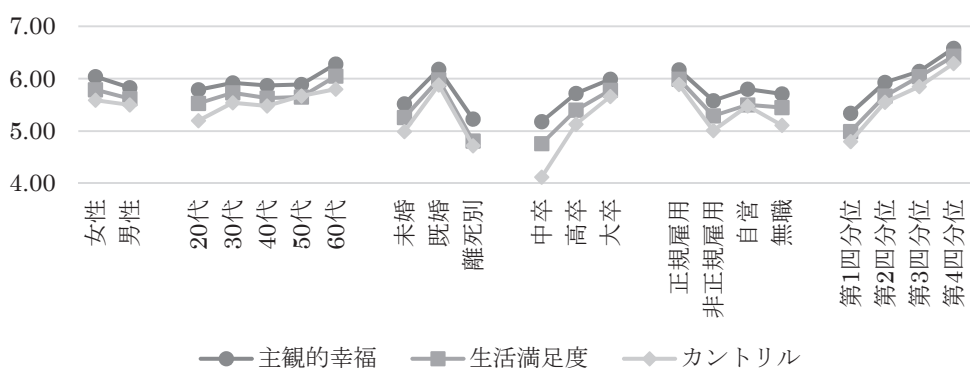 7.00
6.00
5.00
4.00
女性
男性
20代
30代
40代
50代
60代
未婚
既婚
離死別
中卒
高卒
大卒
正規雇用
非正規雇用
自営
無職
第1四分位
第2四分位
第3四分位
第4四分位
主観的幸福 生活満足度 カントリル